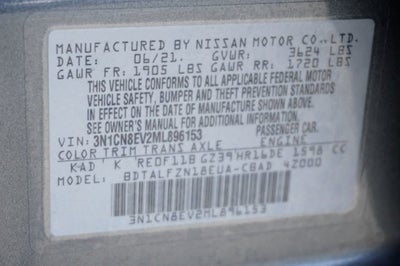 MANUFACTURED BY NISSAN MOTOR CO.,LTD.
DATE: 06/21. GVWR: 3624 LBS
GAWR FR: 1905 LBS GAWR RR: 1720 LBS
THIS VEHICLE CONFORMS TO ALL APPLICABLE FEDERAL MOTOR
VEHICLE SAFETY, BUMPER AND THEFT PREVENTION STANDARDS
IN EFFECT ON THE DATE OF MANUFACTURE SHOWN ABOVE.
SEE OWNER'S MANUAL FOR ADDITIONAL INFORMATION.
VIN: 3N1CN8EV2ML896153 PASSENGER CAR
COLOR TRIM TRANS AXLE ENGINE
KAD K RE0F11B GZ39 HR16DE 1598 CC
BDTALFZN18EUA-CBAD 4Z000
3N1CN8EV2ML896153